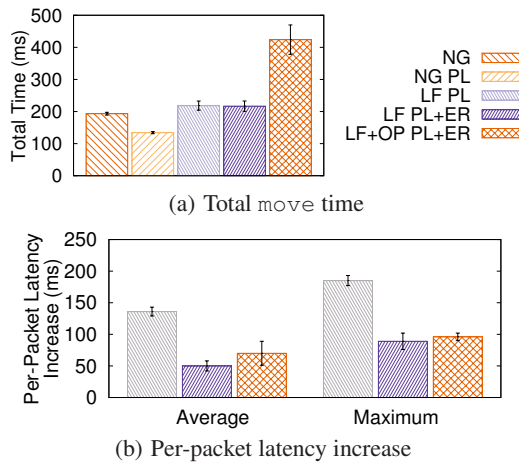 Total Time (ms)
500
400
300
200
100
0
NG
NG PL
LF PL
LF PL+ER
LF+OP PL+ER
(a) Total move time
Per-Packet Latency
Increase (ms)
250
200
150
100
50
0
Average Maximum
(b) Per-packet latency increase